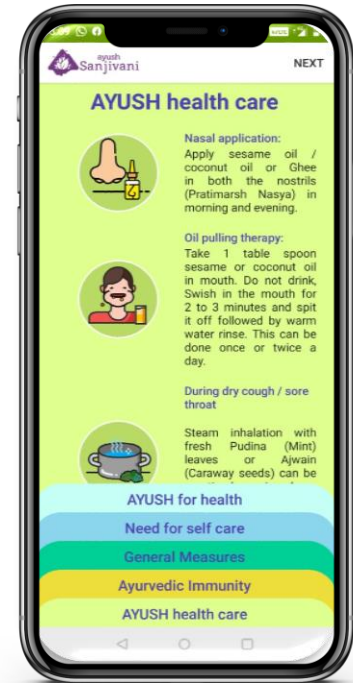 ayush
Sanjivani
NEXT
AYUSH health care
Nasal application:
Apply sesame oil /
coconut oil or Ghee
in both the nostrils
(Pratimarsh Nasya) in
morning and evening.
Oil pulling therapy:
Take 1 table spoon
sesame or coconut oil
in mouth. Do not drink,
Swish in the mouth for
2 to 3 minutes and spit
it off followed by warm
water rinse. This can be
done once or twice a
day.
During dry cough / sore
throat
Steam inhalation with
fresh Pudina (Mint)
leaves or Ajwain
(Caraway seeds) can be
AYUSH for health
Need for self care
General Measures
Ayurvedic Immunity
AYUSH health care